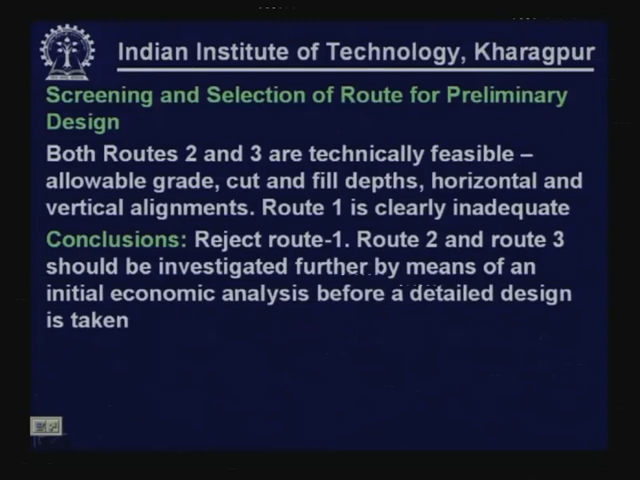 Indian Institute of Technology, Kharagpur
Screening and Selection of Route for Preliminary
Design
Both Routes 2 and 3 are technically feasible –
allowable grade, cut and fill depths, horizontal and
vertical alignments. Route 1 is clearly inadequate
Conclusions: Reject route-1. Route 2 and route 3
should be investigated further by means of an
initial economic analysis before a detailed design
is taken